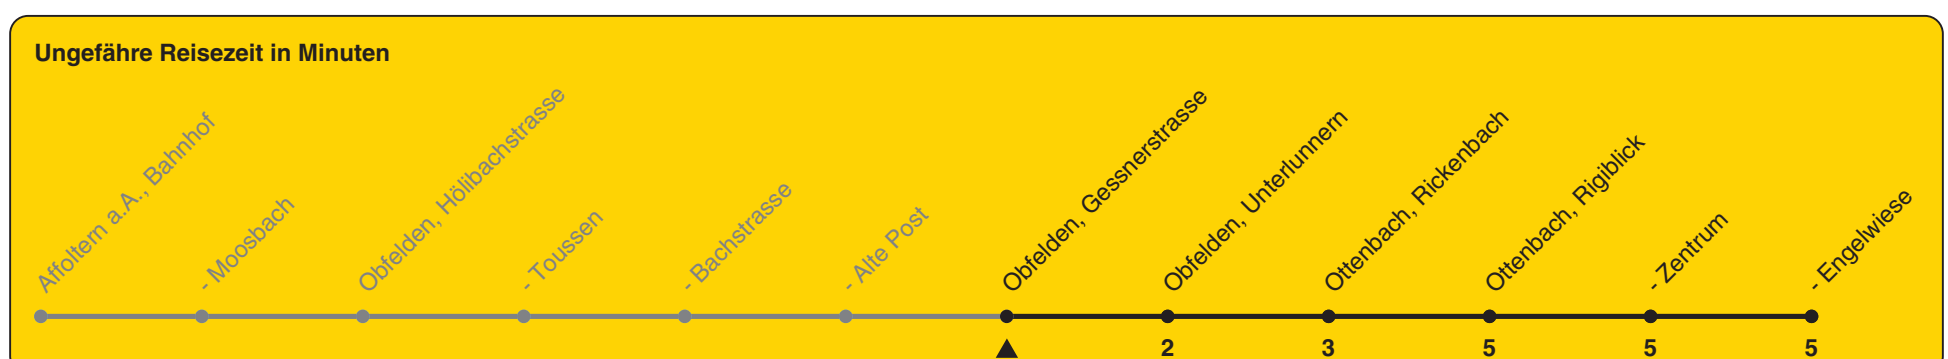 Ungefähre Reisezeit in Minuten
Affoltern a.A., Bahnhof
- Moosbach
Obfelden, Hölibachstrasse
- Toussen
- Bachstrasse
- Alte Post
Obfelden, Gessnerstrasse
Obfelden, Unterlunnern
Ottenbach, Rickenbach
Ottenbach, Rigiblick
- Zentrum
- Engelwiese
2 3 5 5 5